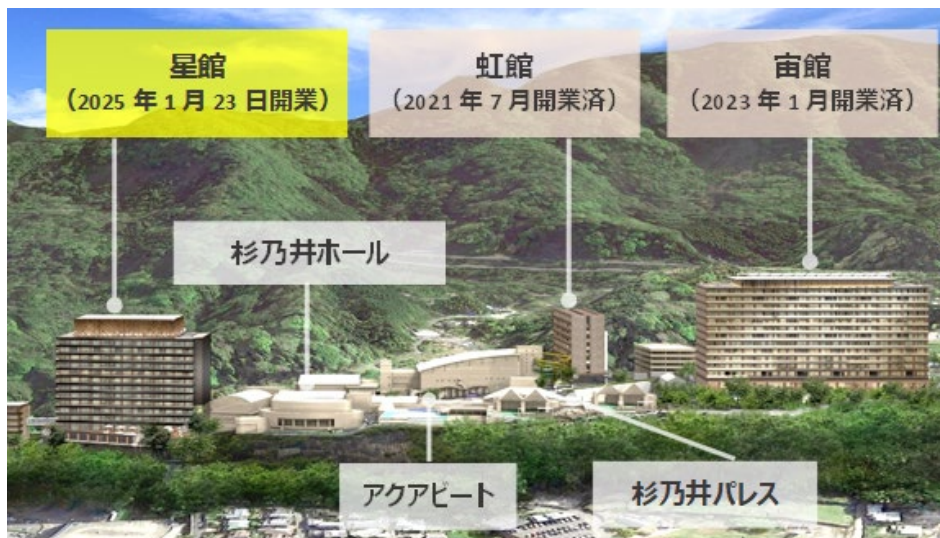 星館
（2025 年 1 月 23 日開業）
虹館
（2021 年 7 月開業済）
宙館
（2023 年 1 月開業済）
杉乃井ホール
アクアビート
杉乃井パレス